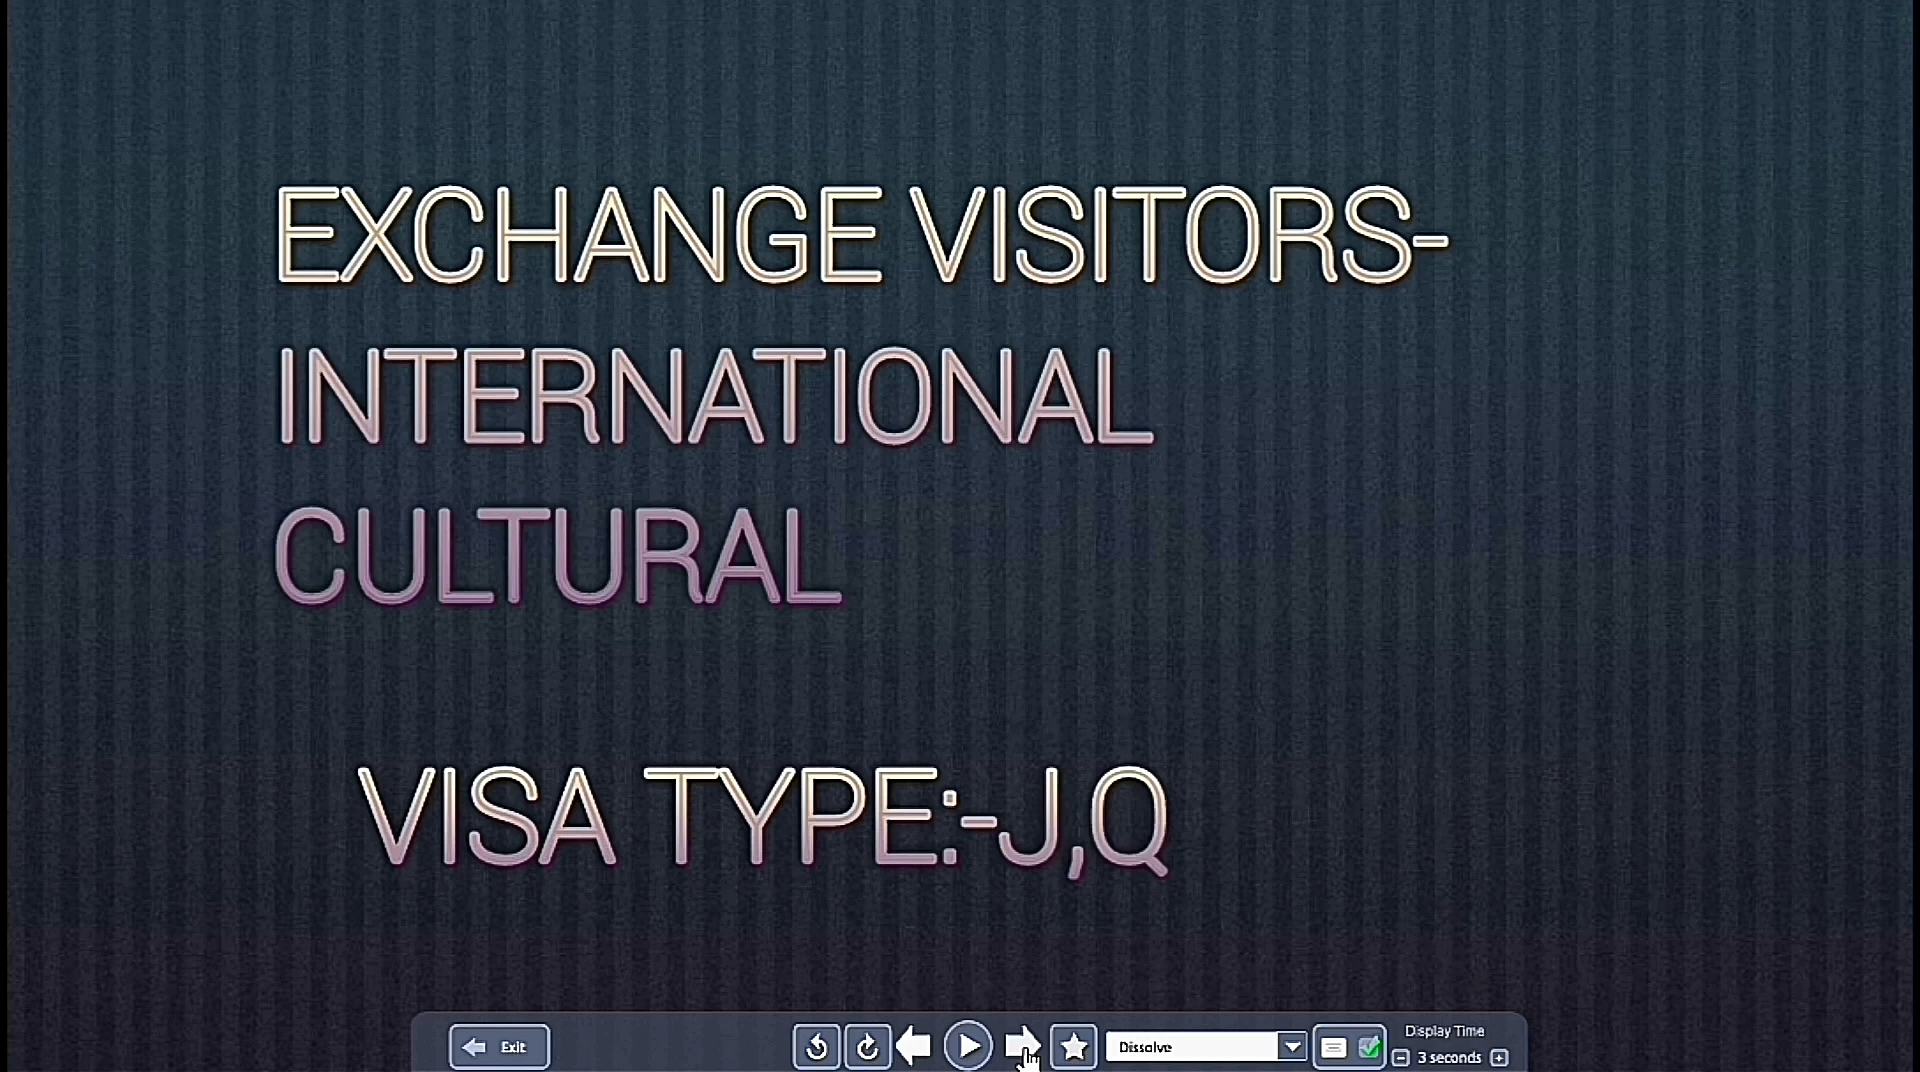 EXCHANGE VISITORS-
INTERNATIONAL
CULTURAL
VISA TYPE:-J,Q
Exit
Dissolve
Display Time
3 seconds